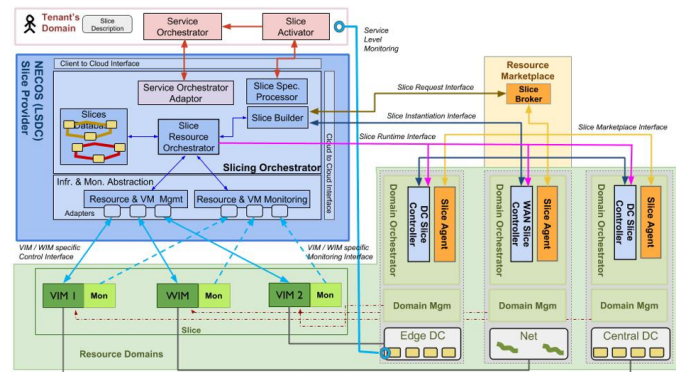 Tenant's
Domain
Slice
Description
Service
Orchestrator
Slice
Activator
Service
Level
Monitoring
NECOS (LSDC)
Slice Provider
Client to Cloud Interface
Cloud to Cloud Interface
Service Orchestrator
Adaptor
Slice Spec.
Processor
Slice Builder
Slices
Database
Slice
Resource
Orchestrator
Slicing Orchestrator
Infr. & Mon. Abstraction
Resource & VM Mgmt
Resource & VM Monitoring
Adapters
Resource
Marketplace
Slice
Broker
Slice Request Interface
Slice Instantiation Interface
Slice Runtime Interface
Slice Marketplace Interface
VIM / WIM specific
Control Interface
VIM / WIM specific
Monitoring Interface
Domain Orchestrator
DC Slice
Controller
Slice Agent
Domain Orchestrator
WAN Slice
Controller
Slice Agent
Domain Orchestrator
DC Slice
Controller
Slice Agent
VIM 1
Mon
WIM
Mon
VIM 2
Mon
Slice
Resource Domains
Domain Mgm
Domain Mgm
Domain Mgm
Edge DC
Net
Central DC